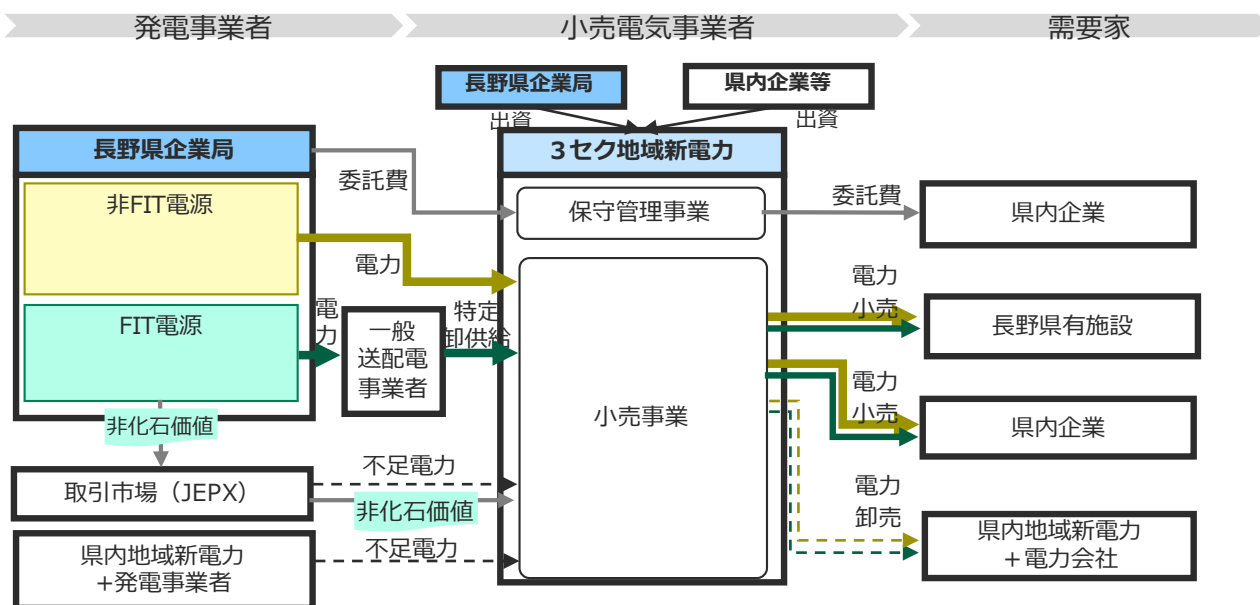 発電事業者
小売電気事業者
需要家
長野県企業局
県内企業等
出資
出資
長野県企業局
非FIT電源
FIT電源
非化石価値
取引市場（JEPX）
県内地域新電力
+発電事業者
委託費
電力
電
力
一般
送配電
事業者
特定
卸供給
不足電力
非化石価値
不足電力
３セク地域新電力
保守管理事業
小売事業
委託費
県内企業
電力
小売
長野県有施設
電力
小売
県内企業
電力
卸売
県内地域新電力
+電力会社